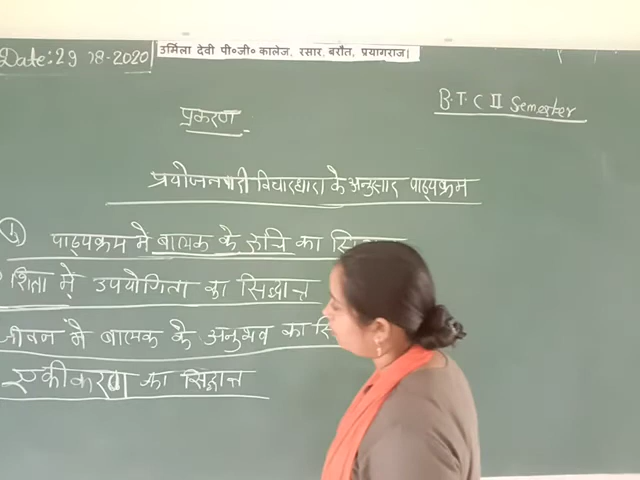 Date: 29-08-2020
उर्मिला देवी पी०जी० कालेज, रसार, बरौत, प्रयागराज।
B.T.C II Semester
प्रकरण
प्रयोजनवादी विचारधारा के अनुसार पाठ्यक्रम
1) पाठ्यक्रम में बालक के रुचि का
शिक्षा में उपयोगिता का सिद्धान्त
जीवन में बालक के अनुभव का
एकीकरण का सिद्धान्त